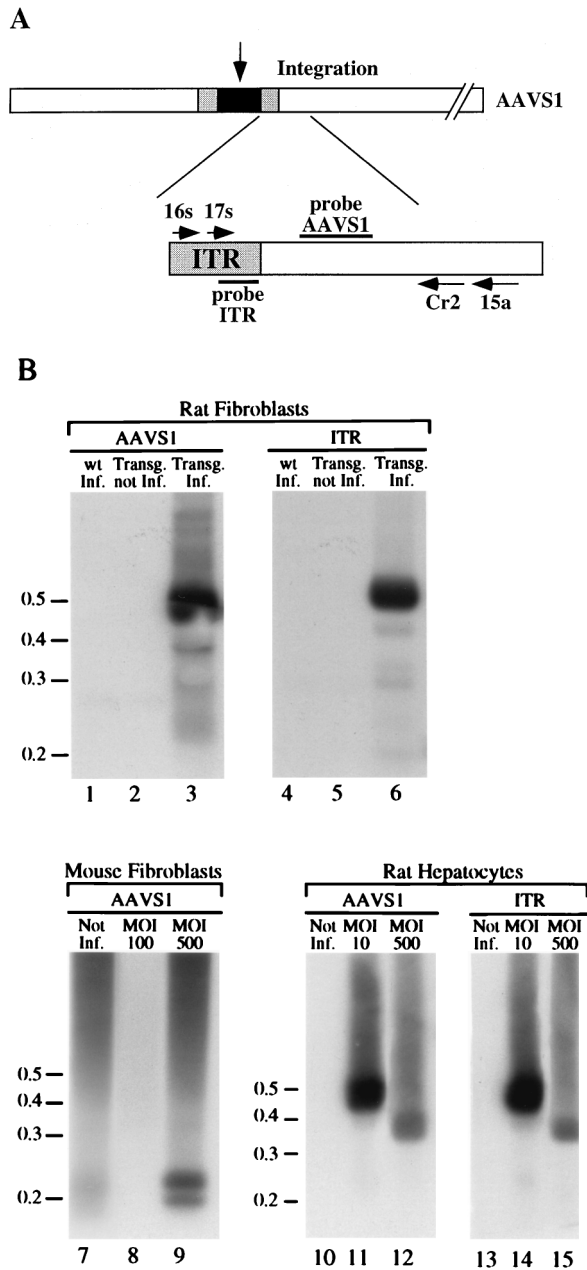 A
Integration
AAVS1
16s 17s
probe
AAVS1
ITR
probe
ITR
Cr2 15a
B
Rat Fibroblasts
AAVS1 ITR
wt Transg. Transg. wt Transg. Transg.
Inf. not Inf. Inf. Inf. not Inf. Inf.
0.5
0.4
0.3
0.2
1 2 3 4 5 6
Mouse Fibroblasts
AAVS1
Not MOI MOI
Inf. 100 500
0.5
0.4
0.3
0.2
7 8 9
Rat Hepatocytes
AAVS1 ITR
Not MOI MOI Not MOI MOI
Inf. 10 500 Inf. 10 500
0.5
0.4
0.3
0.2
10 11 12 13 14 15